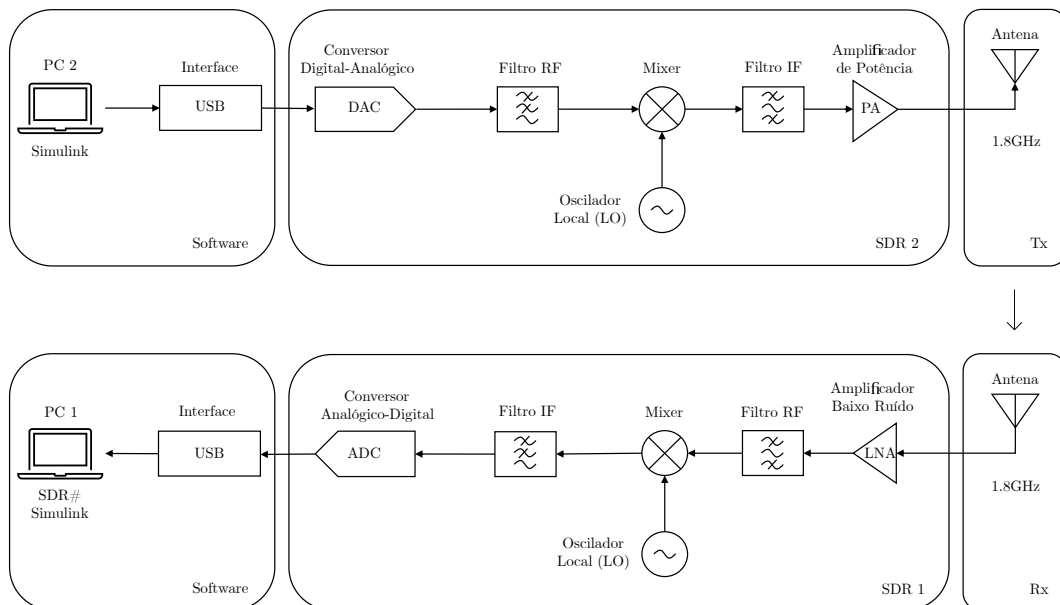 PC 2
Simulink
Interface
USB
Software
Conversor
Digital-Analógico
DAC
Filtro RF
Mixer
Oscilador
Local (LO)
Filtro IF
Amplificador
de Potência
PA
SDR 2
Antena
1.8GHz
Tx
PC 1
SDR#
Simulink
Interface
USB
Software
Conversor
Analógico-Digital
ADC
Filtro IF
Mixer
Oscilador
Local (LO)
Filtro RF
Amplificador
Baixo Ruído
LNA
SDR 1
Antena
1.8GHz
Rx